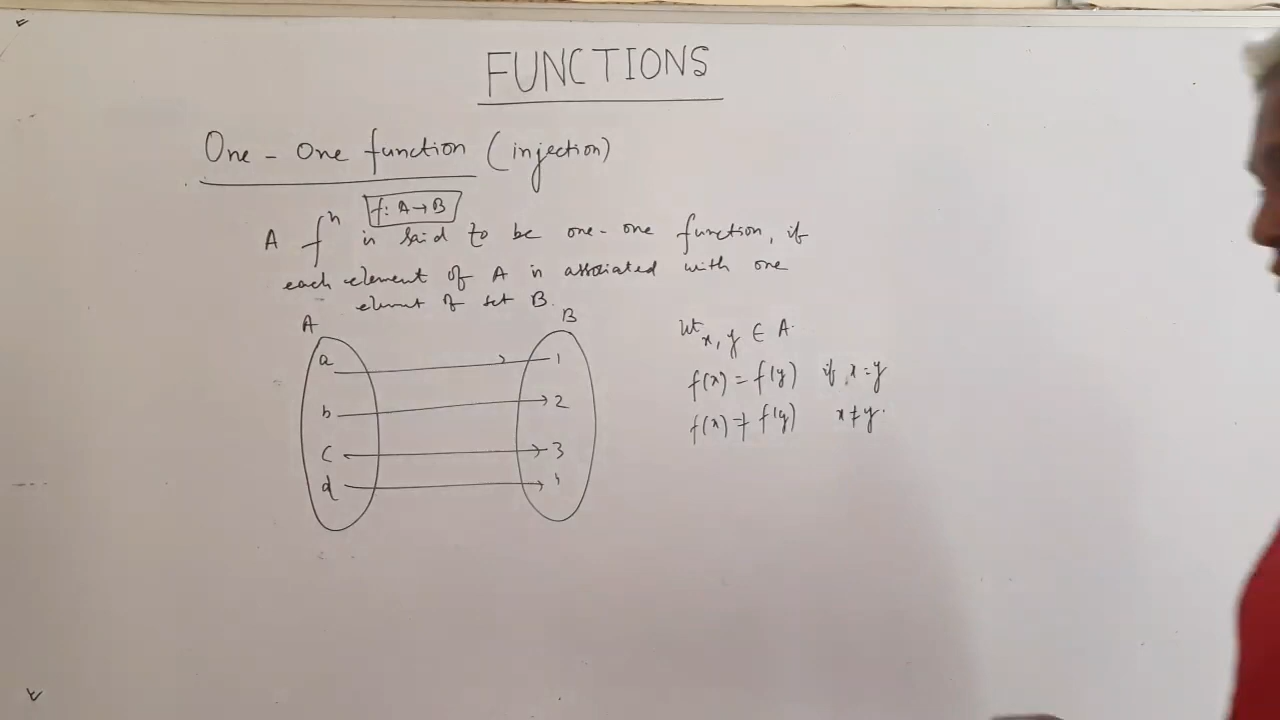 FUNCTIONS
One - One function (injection)
f: A→B
A fⁿ is said to be one-one function, if
each element of A is associated with one
element of set B.
A
B
a
1
b
2
c
3
d
let x, y ∈ A.
f(x) = f(y) if x = y
f(x) ≠ f(y) x ≠ y.